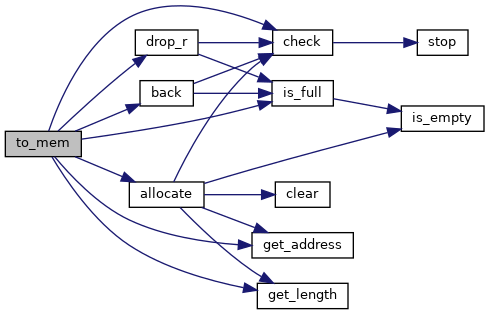 to_mem
drop_r
back
allocate
check
is_full
clear
get_address
get_length
stop
is_empty